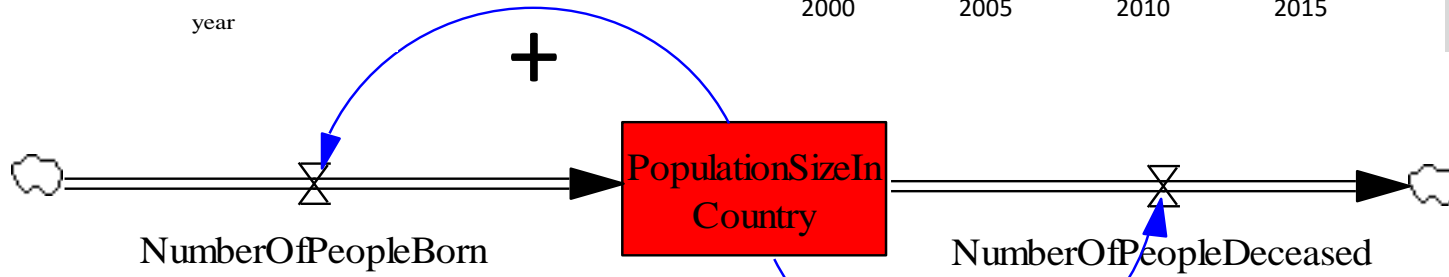 2000 2005 2010 2015
year
+
PopulationSizeIn
Country
NumberOfPeopleBorn
NumberOfPeopleDeceased